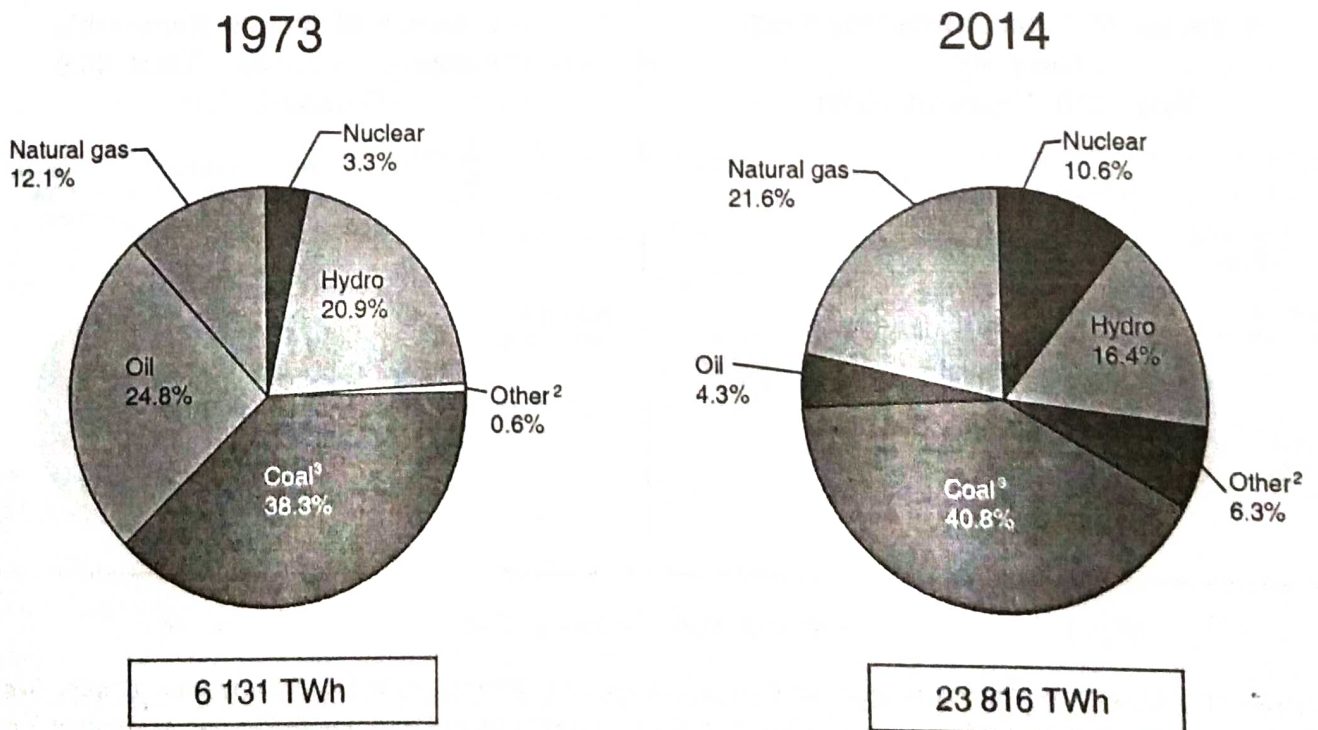 1973
Natural gas
12.1%
Nuclear
3.3%
Hydro
20.9%
Oil
24.8%
Other²
0.6%
Coal³
38.3%
6 131 TWh
2014
Natural gas
21.6%
Nuclear
10.6%
Hydro
16.4%
Oil
4.3%
Other²
6.3%
Coal³
40.8%
23 816 TWh